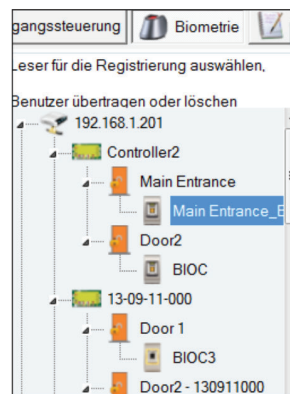 gangssteuerung Biometrie
Leser für die Registrierung auswählen,
Benutzer übertragen oder löschen
192.168.1.201
Controller2
Main Entrance
Main Entrance_B
Door2
BIOC
13-09-11-000
Door 1
BIOC3
Door2 - 130911000